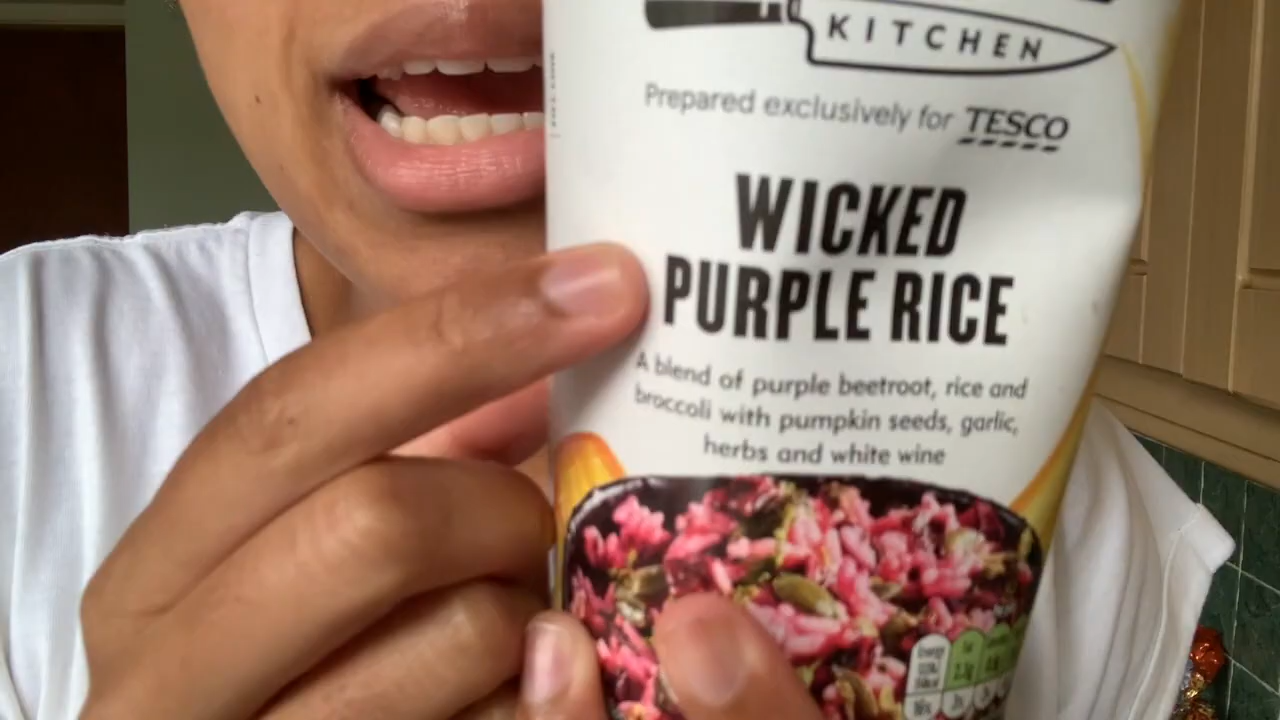 KITCHEN
Prepared exclusively for TESCO
WICKED
PURPLE RICE
A blend of purple beetroot, rice and
broccoli with pumpkin seeds, garlic,
herbs and white wine